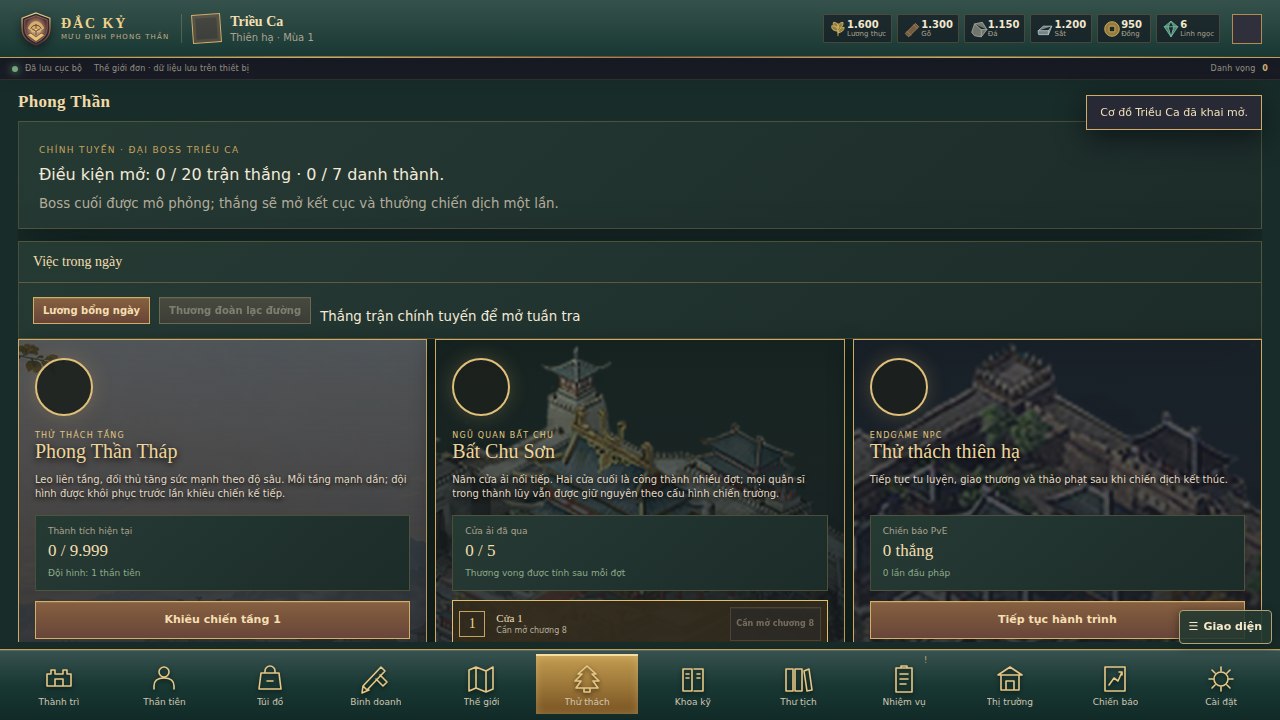 ĐẮC KỶ
MƯU ĐỊNH PHONG THẦN
Triều Ca
Thiên hạ · Mùa 1
1.600
Lương thực
1.300
Gỗ
1.150
Đá
1.200
Sắt
950
Đồng
6
Linh ngọc
Đã lưu cục bộ Thế giới đơn · dữ liệu lưu trên thiết bị
Danh vọng 0
Phong Thần
Cơ đồ Triều Ca đã khai mở.
CHÍNH TUYẾN · ĐẠI BOSS TRIỀU CA
Điều kiện mở: 0 / 20 trận thắng · 0 / 7 danh thành.
Boss cuối được mô phỏng; thắng sẽ mở kết cục và thưởng chiến dịch một lần.
Việc trong ngày
Lương bổng ngày
Thương đoàn lạc đường
Thắng trận chính tuyến để mở tuần tra
THỬ THÁCH TẦNG
Phong Thần Tháp
Leo liên tầng, đối thủ tăng sức mạnh theo độ sâu. Mỗi tầng mạnh dần; đội
hình được khôi phục trước lần khiêu chiến kế tiếp.
Thành tích hiện tại
0 / 9.999
Đội hình: 1 thần tiên
Khiêu chiến tầng 1
NGŨ QUAN BẤT CHU
Bất Chu Sơn
Năm cửa ải nối tiếp. Hai cửa cuối là công thành nhiều đợt; mọi quân sĩ
trong thành lũy vẫn được giữ nguyên theo cấu hình chiến trường.
Cửa ải đã qua
0 / 5
Thương vong được tính sau mỗi đợt
1
Cửa 1
Cần mở chương 8
Cần mở chương 8
ENDGAME NPC
Thử thách thiên hạ
Tiếp tục tu luyện, giao thương và thảo phạt sau khi chiến dịch kết thúc.
Chiến báo PvE
0 thắng
0 lần đấu pháp
Tiếp tục hành trình
☰ Giao diện
Thành trì
Thần tiên
Túi đồ
Binh doanh
Thế giới
Thử thách
Khoa kỹ
Thư tịch
!
Nhiệm vụ
Thị trường
Chiến báo
Cài đặt